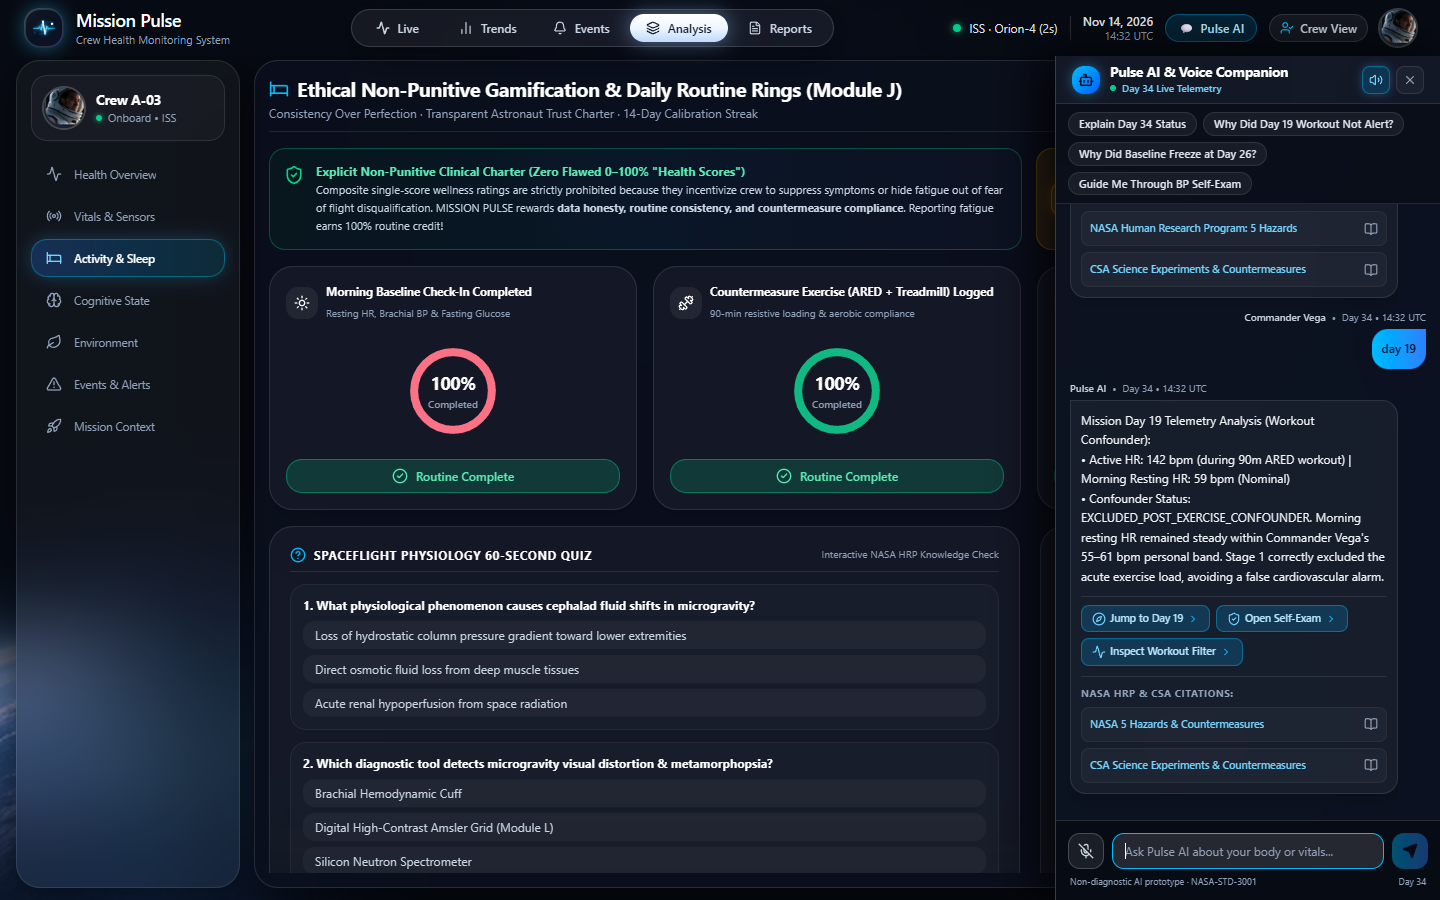 Mission Pulse
Crew Health Monitoring System
Live
Trends
Events
Analysis
Reports
ISS · Orion-4 (2s)
Nov 14, 2026
14:32 UTC
Pulse AI
Crew View
Crew A-03
Onboard • ISS
Health Overview
Vitals & Sensors
Activity & Sleep
Cognitive State
Environment
Events & Alerts
Mission Context
Ethical Non-Punitive Gamification & Daily Routine Rings (Module J)
Consistency Over Perfection · Transparent Astronaut Trust Charter · 14-Day Calibration Streak
Explicit Non-Punitive Clinical Charter (Zero Flawed 0–100% "Health Scores")
Composite single-score wellness ratings are strictly prohibited because they incentivize crew to suppress symptoms or hide fatigue out of fear
of flight disqualification. MISSION PULSE rewards data honesty, routine consistency, and countermeasure compliance. Reporting fatigue
earns 100% routine credit!
Morning Baseline Check-In Completed
Resting HR, Brachial BP & Fasting Glucose
100%
Completed
Routine Complete
Countermeasure Exercise (ARED + Treadmill) Logged
90-min resistive loading & aerobic compliance
100%
Completed
Routine Complete
SPACEFLIGHT PHYSIOLOGY 60-SECOND QUIZ
Interactive NASA HRP Knowledge Check
1. What physiological phenomenon causes cephalad fluid shifts in microgravity?
Loss of hydrostatic column pressure gradient toward lower extremities
Direct osmotic fluid loss from deep muscle tissues
Acute renal hypoperfusion from space radiation
2. Which diagnostic tool detects microgravity visual distortion & metamorphopsia?
Brachial Hemodynamic Cuff
Digital High-Contrast Amsler Grid (Module L)
Silicon Neutron Spectrometer
Pulse AI & Voice Companion
Day 34 Live Telemetry
Explain Day 34 Status
Why Did Day 19 Workout Not Alert?
Why Did Baseline Freeze at Day 26?
Guide Me Through BP Self-Exam
NASA Human Research Program: 5 Hazards
CSA Science Experiments & Countermeasures
Commander Vega • Day 34 • 14:32 UTC
day 19
Pulse AI • Day 34 • 14:32 UTC
Mission Day 19 Telemetry Analysis (Workout
Confounder):
• Active HR: 142 bpm (during 90m ARED workout) |
Morning Resting HR: 59 bpm (Nominal)
• Confounder Status:
EXCLUDED_POST_EXERCISE_CONFOUNDER. Morning
resting HR remained steady within Commander Vega's
55–61 bpm personal band. Stage 1 correctly excluded the
acute exercise load, avoiding a false cardiovascular alarm.
Jump to Day 19
Open Self-Exam
Inspect Workout Filter
NASA HRP & CSA CITATIONS:
NASA 5 Hazards & Countermeasures
CSA Science Experiments & Countermeasures
Ask Pulse AI about your body or vitals...
Non-diagnostic AI prototype · NASA-STD-3001
Day 34